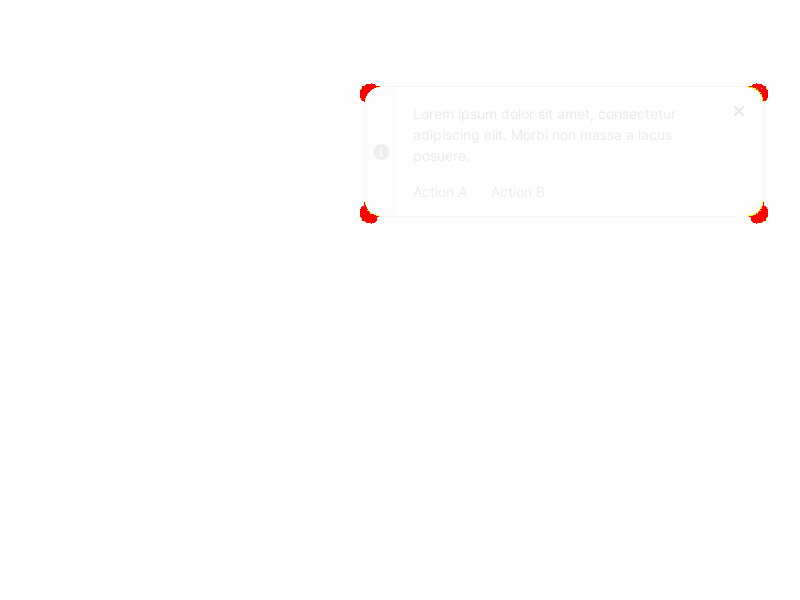 Lorem ipsum dolor sit amet, consectetur
adipiscing elit. Morbi non massa a lacus
posuere.
Action A Action B